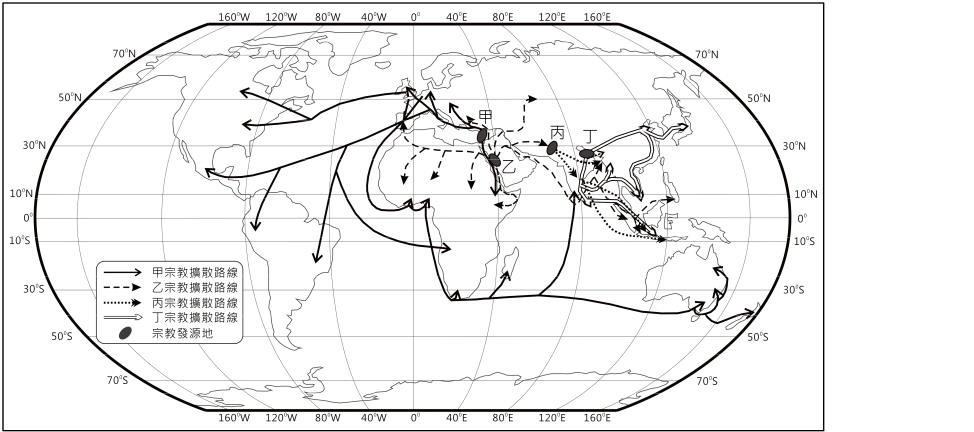 160°W 120°W 80°W 40°W 0° 40°E 80°E 120°E 160°E
70°N 70°N
50°N 50°N
甲
丙 丁
30°N 30°N
乙
10°N 10°N
0° 0°
10°S 10°S
甲宗教擴散路線
乙宗教擴散路線
丙宗教擴散路線
丁宗教擴散路線
宗教發源地
30°S 30°S
50°S 50°S
70°S 70°S
160°W 120°W 80°W 40°W 0° 40°E 80°E 120°E 160°E